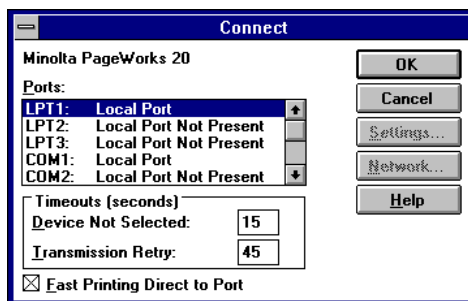 Connect
Minolta PageWorks 20
Ports:
LPT1: Local Port
LPT2: Local Port Not Present
LPT3: Local Port Not Present
COM1: Local Port
COM2: Local Port Not Present
Timeouts (seconds)
Device Not Selected: 15
Transmission Retry: 45
Fast Printing Direct to Port
OK
Cancel
Settings...
Network...
Help